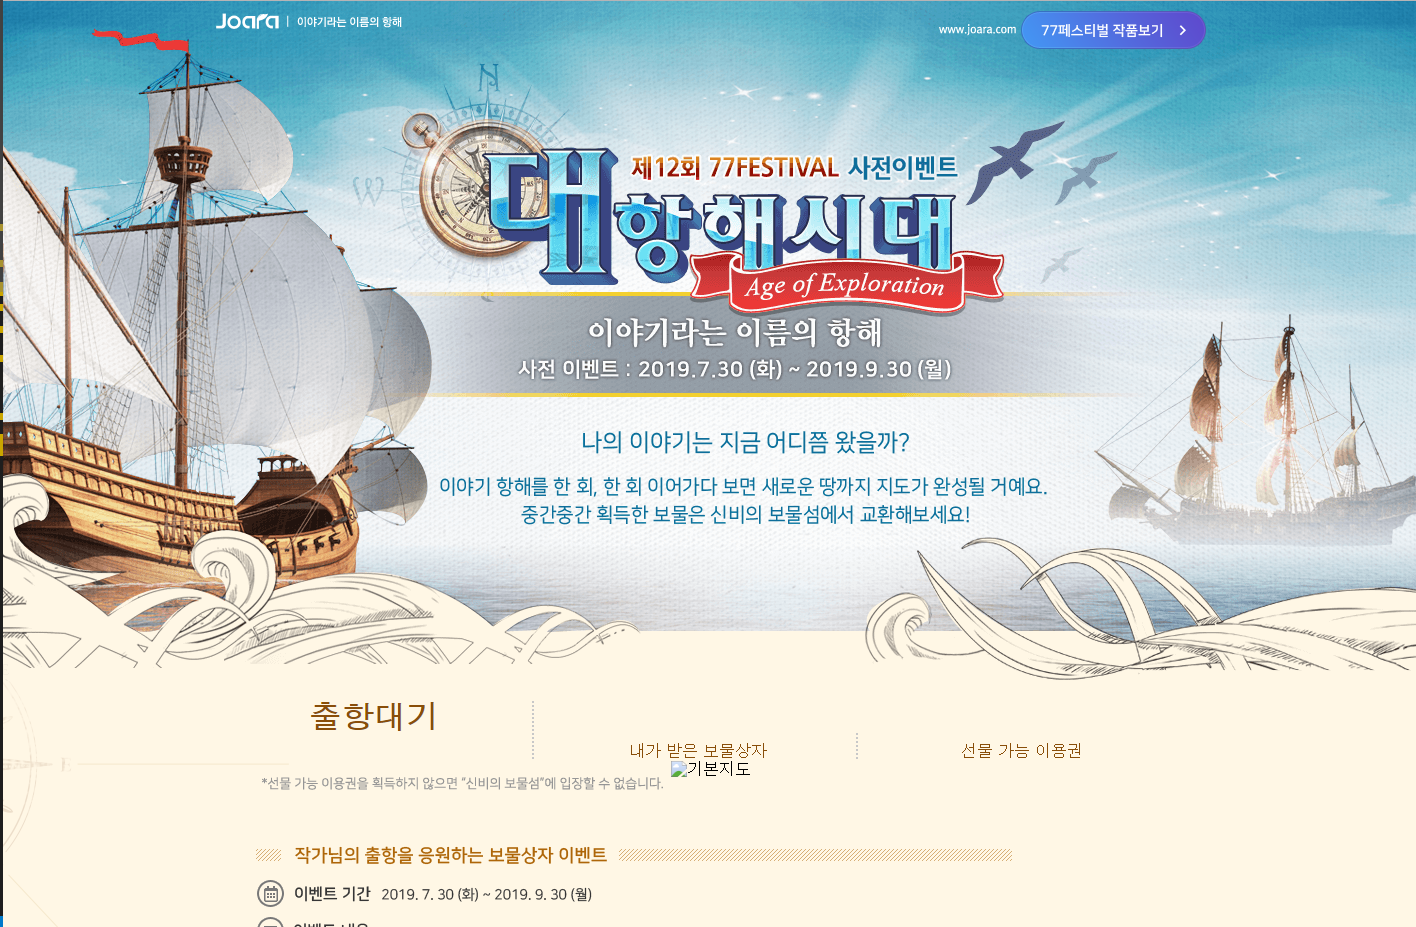 Joara | 이야기라는 이름의 항해
www.joara.com 77페스티벌 작품보기
N
W
제12회 77FESTIVAL 사전이벤트
대항해시대
Age of Exploration
이야기라는 이름의 항해
사전 이벤트 : 2019.7.30 (화) ~ 2019.9.30 (월)
나의 이야기는 지금 어디쯤 왔을까?
이야기 항해를 한 회, 한 회 이어가다 보면 새로운 땅까지 지도가 완성될 거예요.
중간중간 획득한 보물은 신비의 보물섬에서 교환해보세요!
출항대기
내가 받은 보물상자
선물 가능 이용권
기본지도
*선물 가능 이용권을 획득하지 않으면 “신비의 보물섬”에 입장할 수 없습니다.
작가님의 출항을 응원하는 보물상자 이벤트
이벤트 기간 2019. 7. 30 (화) ~ 2019. 9. 30 (월)